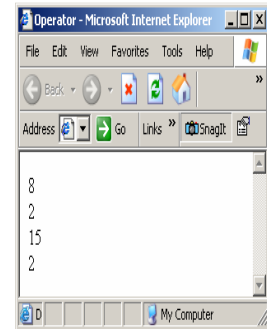 Operator - Microsoft Internet Explorer
File Edit View Favorites Tools Help
Back »
Address Go Links » SnagIt
8
2
15
2
D My Computer